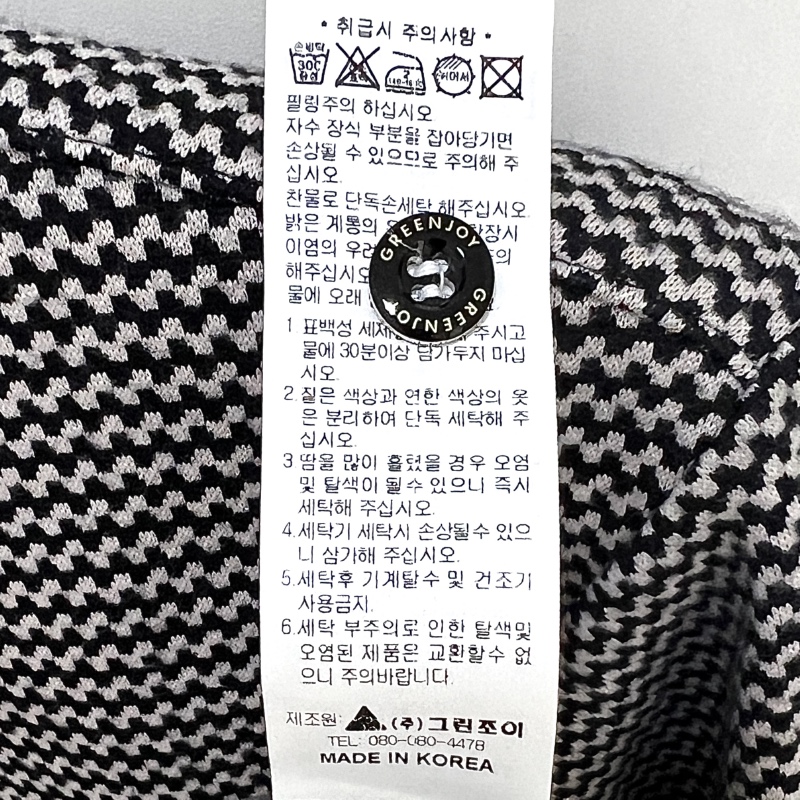 • 취급시 주의사항 •
손세탁
30C
중성
표백
140-160
뉘어서
필링주의 하십시오
자수 장식 부분을 잡아당기면
손상될 수 있으므로 주의해 주
십시오.
찬물로 단독손세탁 해주십시오.
밝은 계통의 착장시
이염의 우려
해주십시오
물에 오래
GREENJOY
GREENJOY
1. 표백성 세제 주시고
물에 30분이상 담가두지 마십
시오.
2. 짙은 색상과 연한 색상의 옷
은 분리하여 단독 세탁해 주
십시오.
3 땀을 많이 흘렸을 경우 오염
및 탈색이 될수 있으니 즉시
세탁해 주십시오.
4. 세탁기 세탁시 손상될수 있으
니 삼가해 주십시오.
5. 세탁후 기계탈수 및 건조기
사용금지.
6. 세탁 부주의로 인한 탈색및
오염된 제품은 교환할수 없
으니 주의바랍니다.
제조원: (주)그린조이
TEL: 080-080-4478
MADE IN KOREA